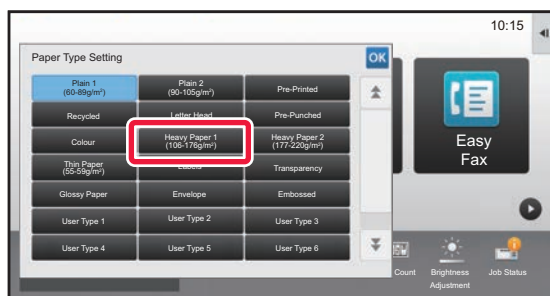 10:15
Paper Type Setting
OK
Plain 1
(60-89g/m²)
Plain 2
(90-105g/m²)
Pre-Printed
Recycled
Letter Head
Pre-Punched
Colour
Heavy Paper 1
(106-176g/m²)
Heavy Paper 2
(177-220g/m²)
Thin Paper
(55-59g/m²)
Labels
Transparency
Glossy Paper
Envelope
Embossed
User Type 1
User Type 2
User Type 3
User Type 4
User Type 5
User Type 6
Easy
Fax
Count
Brightness
Adjustment
Job Status